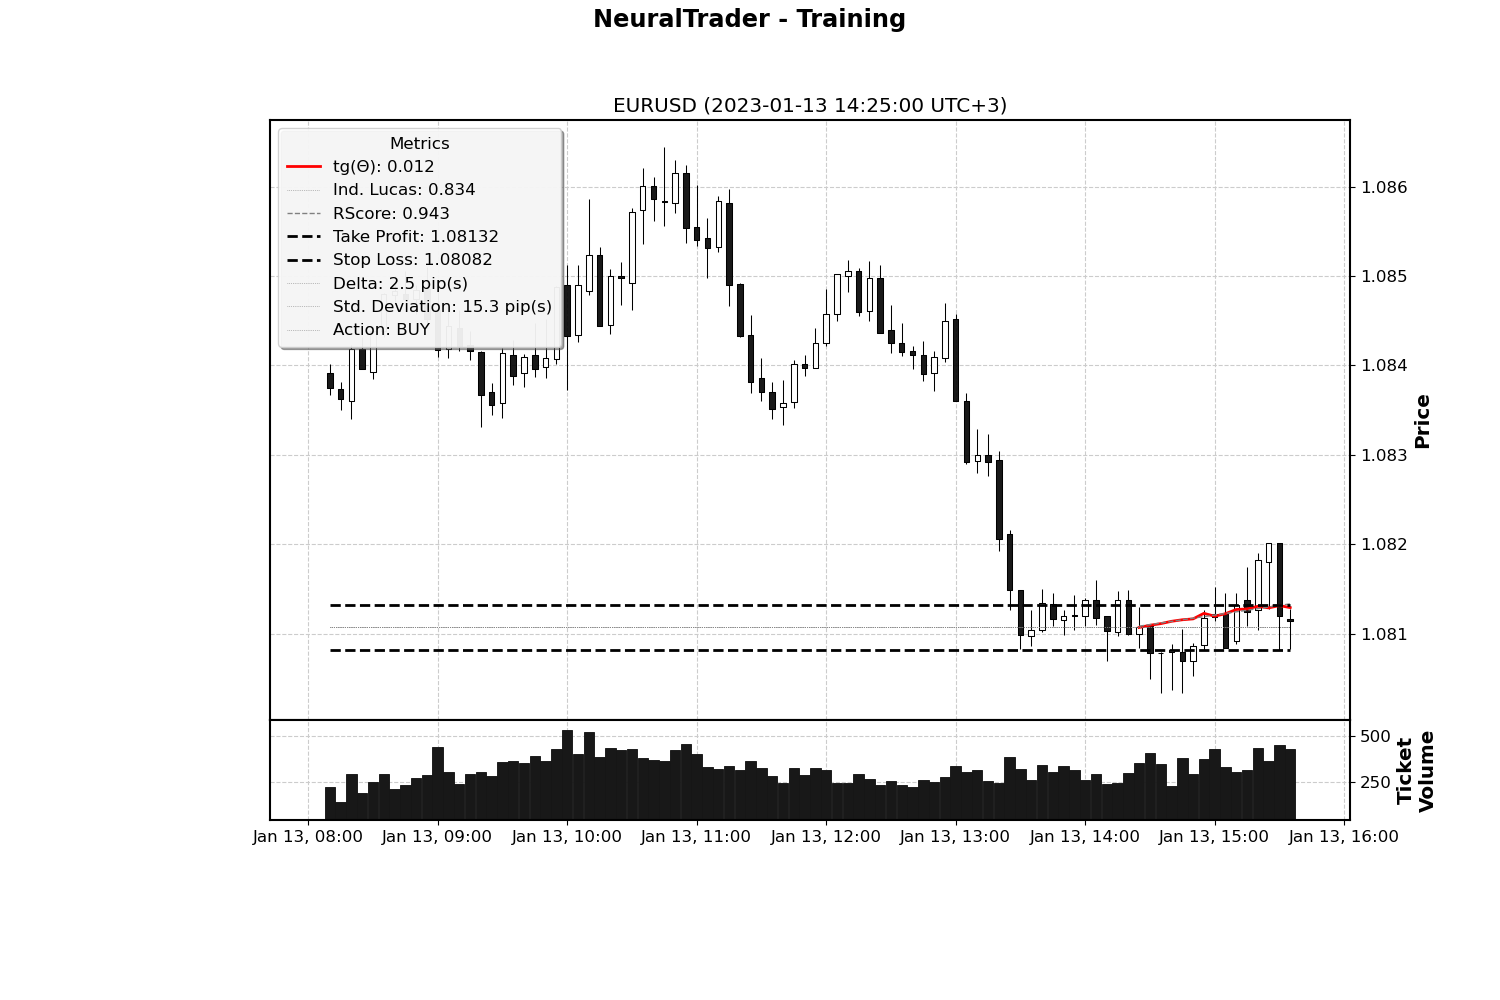 NeuralTrader - Training
EURUSD (2023-01-13 14:25:00 UTC+3)
Metrics
tg(Θ): 0.012
Ind. Lucas: 0.834
RScore: 0.943
Take Profit: 1.08132
Stop Loss: 1.08082
Delta: 2.5 pip(s)
Std. Deviation: 15.3 pip(s)
Action: BUY
1.086
1.085
1.084
1.083
1.082
1.081
Price
500
250
Ticket
Volume
Jan 13, 08:00 Jan 13, 09:00 Jan 13, 10:00 Jan 13, 11:00 Jan 13, 12:00 Jan 13, 13:00 Jan 13, 14:00 Jan 13, 15:00 Jan 13, 16:00